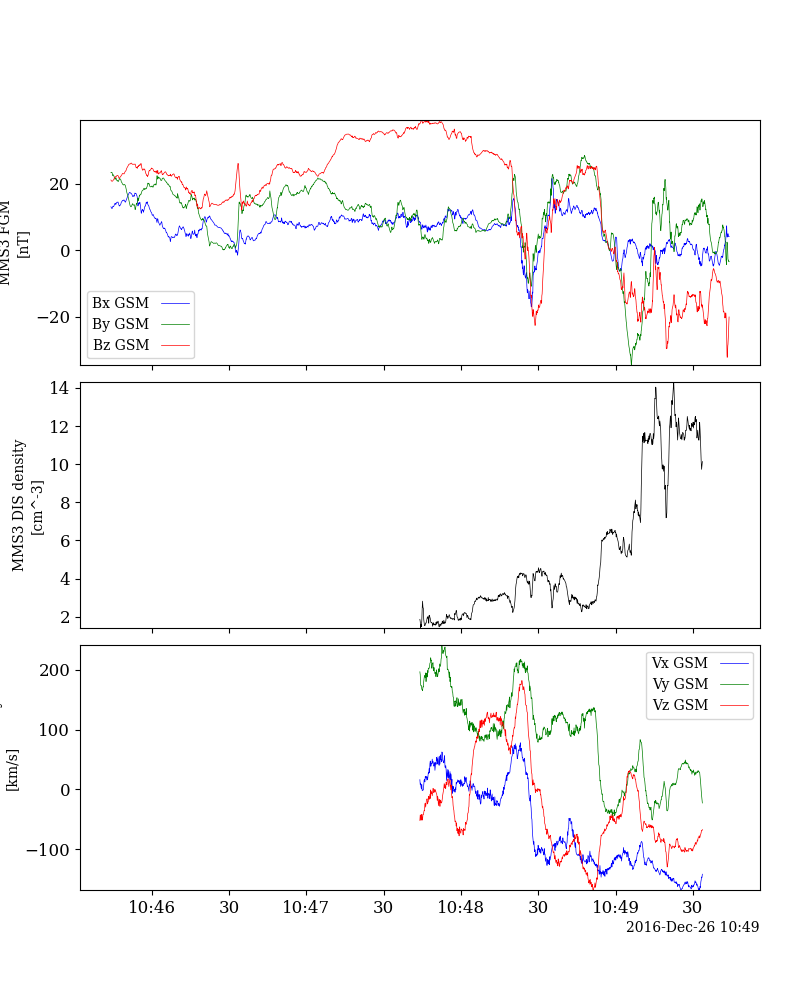 20
0
−20
MMS3 FGM
[nT]
Bx GSM
By GSM
Bz GSM
14
12
10
8
6
4
2
MMS3 DIS density
[cm^-3]
200
100
0
−100
[km/s]
Vx GSM
Vy GSM
Vz GSM
10:46
30
10:47
30
10:48
30
10:49
30
2016-Dec-26 10:49